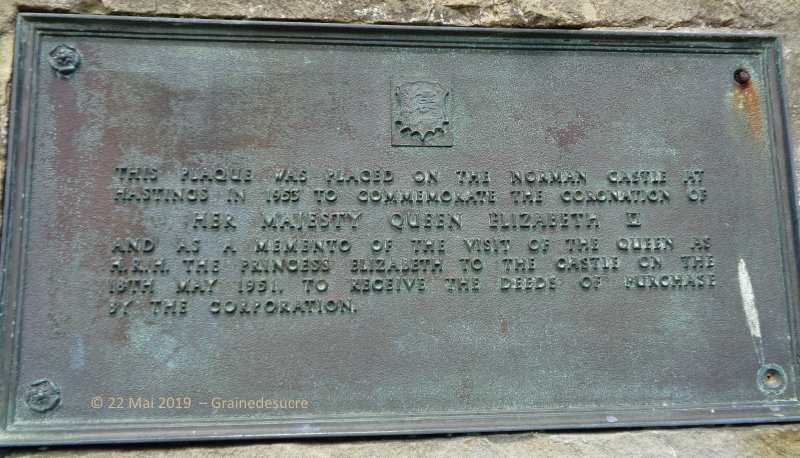 THIS PLAQUE WAS PLACED ON THE NORMAN CASTLE AT
HASTINGS IN 1953 TO COMMEMORATE THE CORONATION OF
HER MAJESTY QUEEN ELIZABETH II
AND AS A MEMENTO OF THE VISIT OF THE QUEEN AS
H.R.H. THE PRINCESS ELIZABETH TO THE CASTLE ON THE
18TH MAY 1951, TO RECEIVE THE DEEDS OF PURCHASE
BY THE CORPORATION.
© 22 Mai 2019 – Grainedesucre